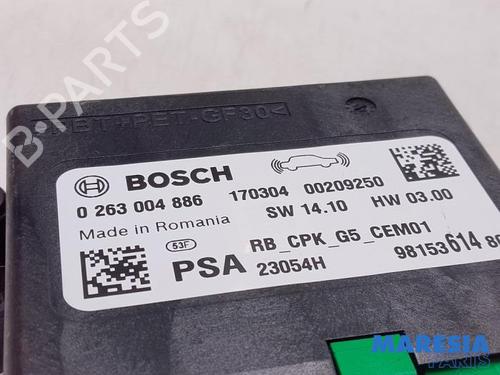 >PBT+PET-GF30<
BOSCH
0 263 004 886
170304 00209250
Made in Romania
SW 14.10 HW 03.00
53F
RB_CPK_G5_CEM01
PSA
23054H
98153614
B-PARTS
MARESIA
PARTS